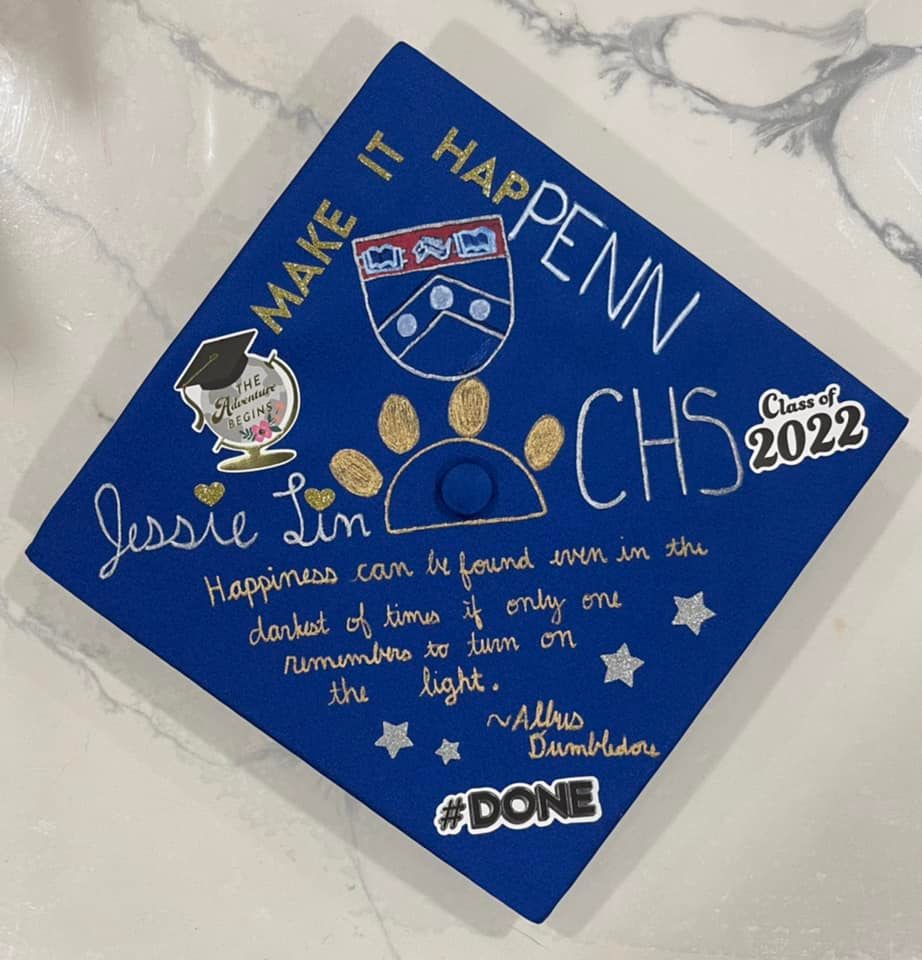 MAKE IT HAPPENN
THE
Adventure
BEGINS
CHS
Class of
2022
Jessie Lin
Happiness can be found even in the
darkest of times if only one
remembers to turn on
the light.
~Albus
Dumbledore
#DONE